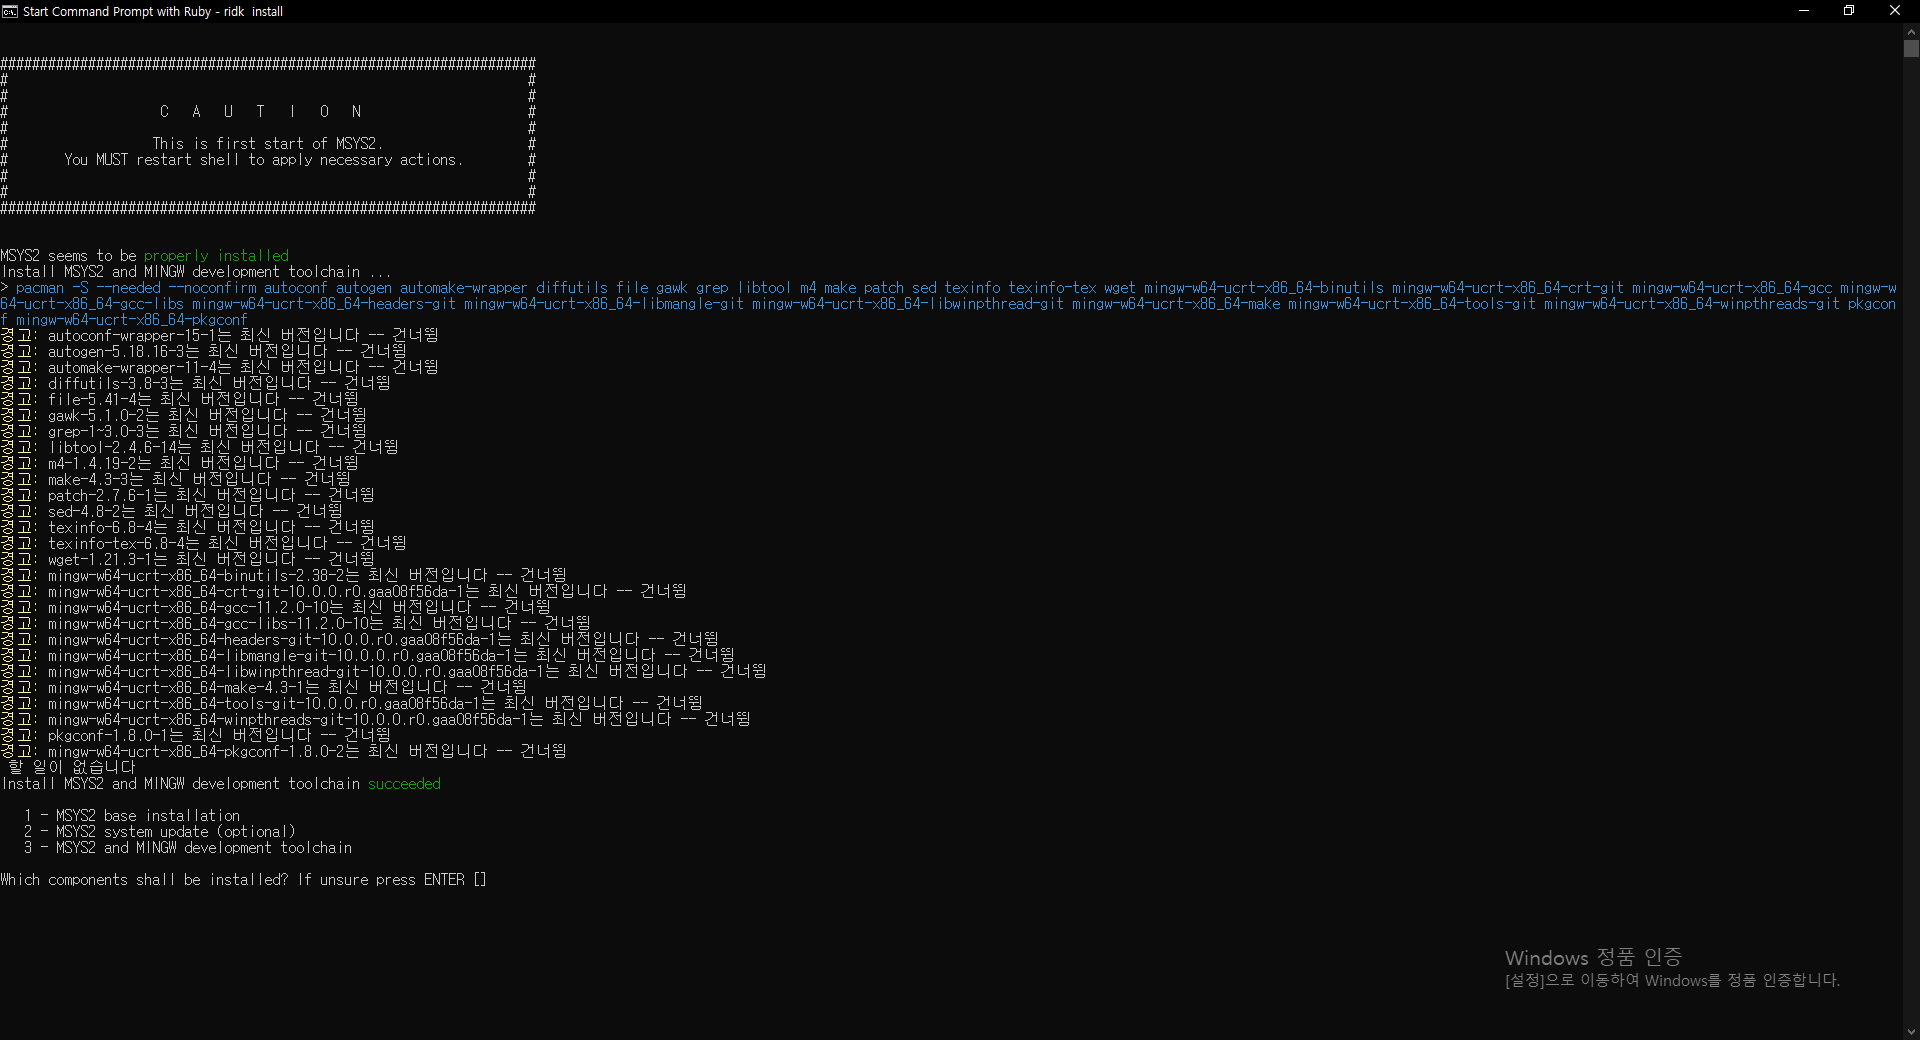 Start Command Prompt with Ruby - ridk  install
###################################################################
#                                                                 #
#                                                                 #
#                   C   A   U   T   I   O   N                     #
#                                                                 #
#                  This is first start of MSYS2.                  #
#       You MUST restart shell to apply necessary actions.        #
#                                                                 #
#                                                                 #
###################################################################
MSYS2 seems to be properly installed
Install MSYS2 and MINGW development toolchain ...
> pacman -S --needed --noconfirm autoconf autogen automake-wrapper diffutils file gawk grep libtool m4 make patch sed texinfo texinfo-tex wget mingw-w64-ucrt-x86_64-binutils mingw-w64-ucrt-x86_64-crt-git mingw-w64-ucrt-x86_64-gcc mingw-w
64-ucrt-x86_64-gcc-libs mingw-w64-ucrt-x86_64-headers-git mingw-w64-ucrt-x86_64-libmangle-git mingw-w64-ucrt-x86_64-libwinpthread-git mingw-w64-ucrt-x86_64-make mingw-w64-ucrt-x86_64-tools-git mingw-w64-ucrt-x86_64-winpthreads-git pkgcon
f mingw-w64-ucrt-x86_64-pkgconf
경고: autoconf-wrapper-15-1는 최신 버전입니다 -- 건너뜀
경고: autogen-5.18.16-3는 최신 버전입니다 -- 건너뜀
경고: automake-wrapper-11-4는 최신 버전입니다 -- 건너뜀
경고: diffutils-3.8-3는 최신 버전입니다 -- 건너뜀
경고: file-5.41-4는 최신 버전입니다 -- 건너뜀
경고: gawk-5.1.0-2는 최신 버전입니다 -- 건너뜀
경고: grep-1~3.0-3는 최신 버전입니다 -- 건너뜀
경고: libtool-2.4.6-14는 최신 버전입니다 -- 건너뜀
경고: m4-1.4.19-2는 최신 버전입니다 -- 건너뜀
경고: make-4.3-3는 최신 버전입니다 -- 건너뜀
경고: patch-2.7.6-1는 최신 버전입니다 -- 건너뜀
경고: sed-4.8-2는 최신 버전입니다 -- 건너뜀
경고: texinfo-6.8-4는 최신 버전입니다 -- 건너뜀
경고: texinfo-tex-6.8-4는 최신 버전입니다 -- 건너뜀
경고: wget-1.21.3-1는 최신 버전입니다 -- 건너뜀
경고: mingw-w64-ucrt-x86_64-binutils-2.38-2는 최신 버전입니다 -- 건너뜀
경고: mingw-w64-ucrt-x86_64-crt-git-10.0.0.r0.gaa08f56da-1는 최신 버전입니다 -- 건너뜀
경고: mingw-w64-ucrt-x86_64-gcc-11.2.0-10는 최신 버전입니다 -- 건너뜀
경고: mingw-w64-ucrt-x86_64-gcc-libs-11.2.0-10는 최신 버전입니다 -- 건너뜀
경고: mingw-w64-ucrt-x86_64-headers-git-10.0.0.r0.gaa08f56da-1는 최신 버전입니다 -- 건너뜀
경고: mingw-w64-ucrt-x86_64-libmangle-git-10.0.0.r0.gaa08f56da-1는 최신 버전입니다 -- 건너뜀
경고: mingw-w64-ucrt-x86_64-libwinpthread-git-10.0.0.r0.gaa08f56da-1는 최신 버전입니다 -- 건너뜀
경고: mingw-w64-ucrt-x86_64-make-4.3-1는 최신 버전입니다 -- 건너뜀
경고: mingw-w64-ucrt-x86_64-tools-git-10.0.0.r0.gaa08f56da-1는 최신 버전입니다 -- 건너뜀
경고: mingw-w64-ucrt-x86_64-winpthreads-git-10.0.0.r0.gaa08f56da-1는 최신 버전입니다 -- 건너뜀
경고: pkgconf-1.8.0-1는 최신 버전입니다 -- 건너뜀
경고: mingw-w64-ucrt-x86_64-pkgconf-1.8.0-2는 최신 버전입니다 -- 건너뜀
할 일이 없습니다
Install MSYS2 and MINGW development toolchain succeeded
1 - MSYS2 base installation
2 - MSYS2 system update (optional)
3 - MSYS2 and MINGW development toolchain
Which components shall be installed? If unsure press ENTER []
Windows 정품 인증
[설정]으로 이동하여 Windows를 정품 인증합니다.